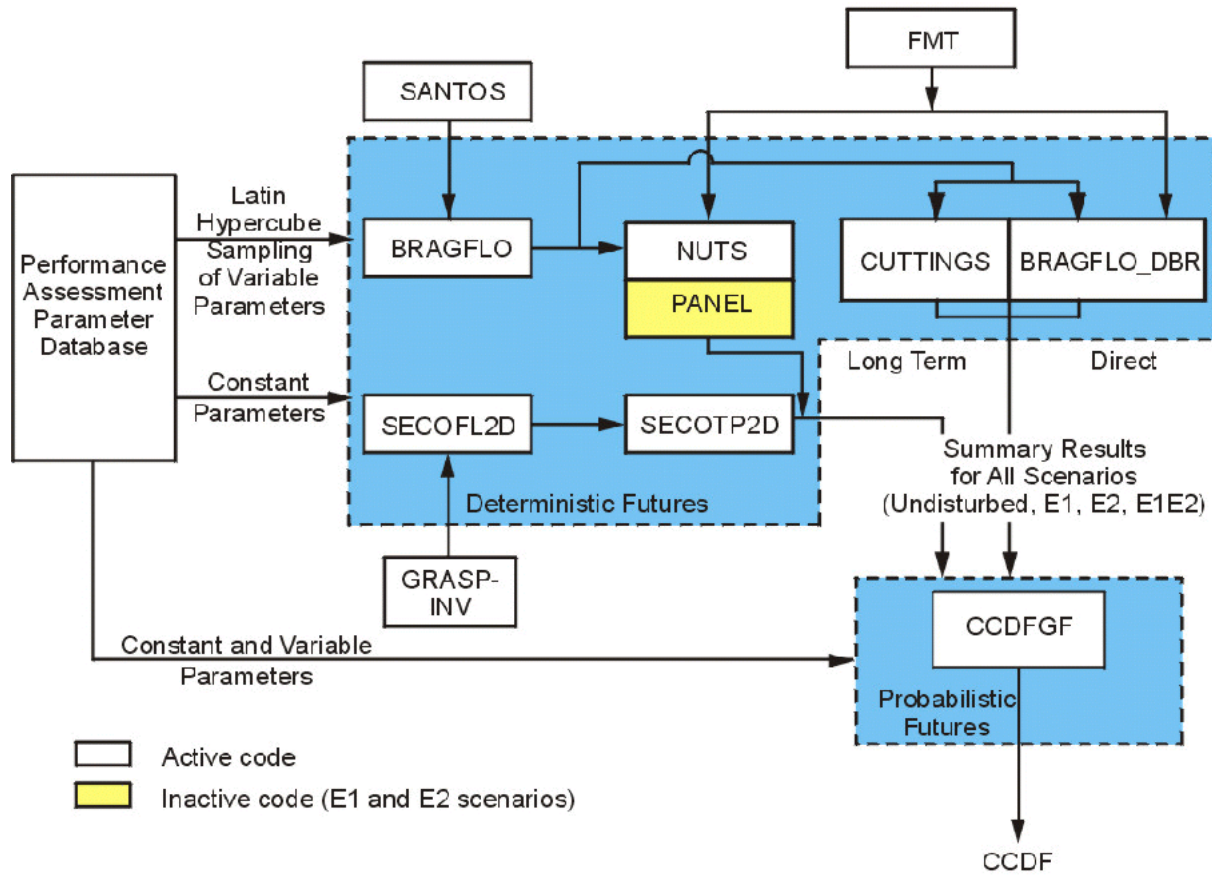 FMT
SANTOS
Performance
Assessment
Parameter
Database
Latin
Hypercube
Sampling
of Variable
Parameters
BRAGFLO
NUTS
PANEL
CUTTINGS
BRAGFLO_DBR
Constant
Parameters
SECOFL2D
SECOTP2D
Long Term
Direct
Deterministic Futures
Summary Results
for All Scenarios
(Undisturbed, E1, E2, E1E2)
GRASP-
INV
Constant and Variable
Parameters
CCDFGF
Probabilistic
Futures
Active code
Inactive code (E1 and E2 scenarios)
CCDF